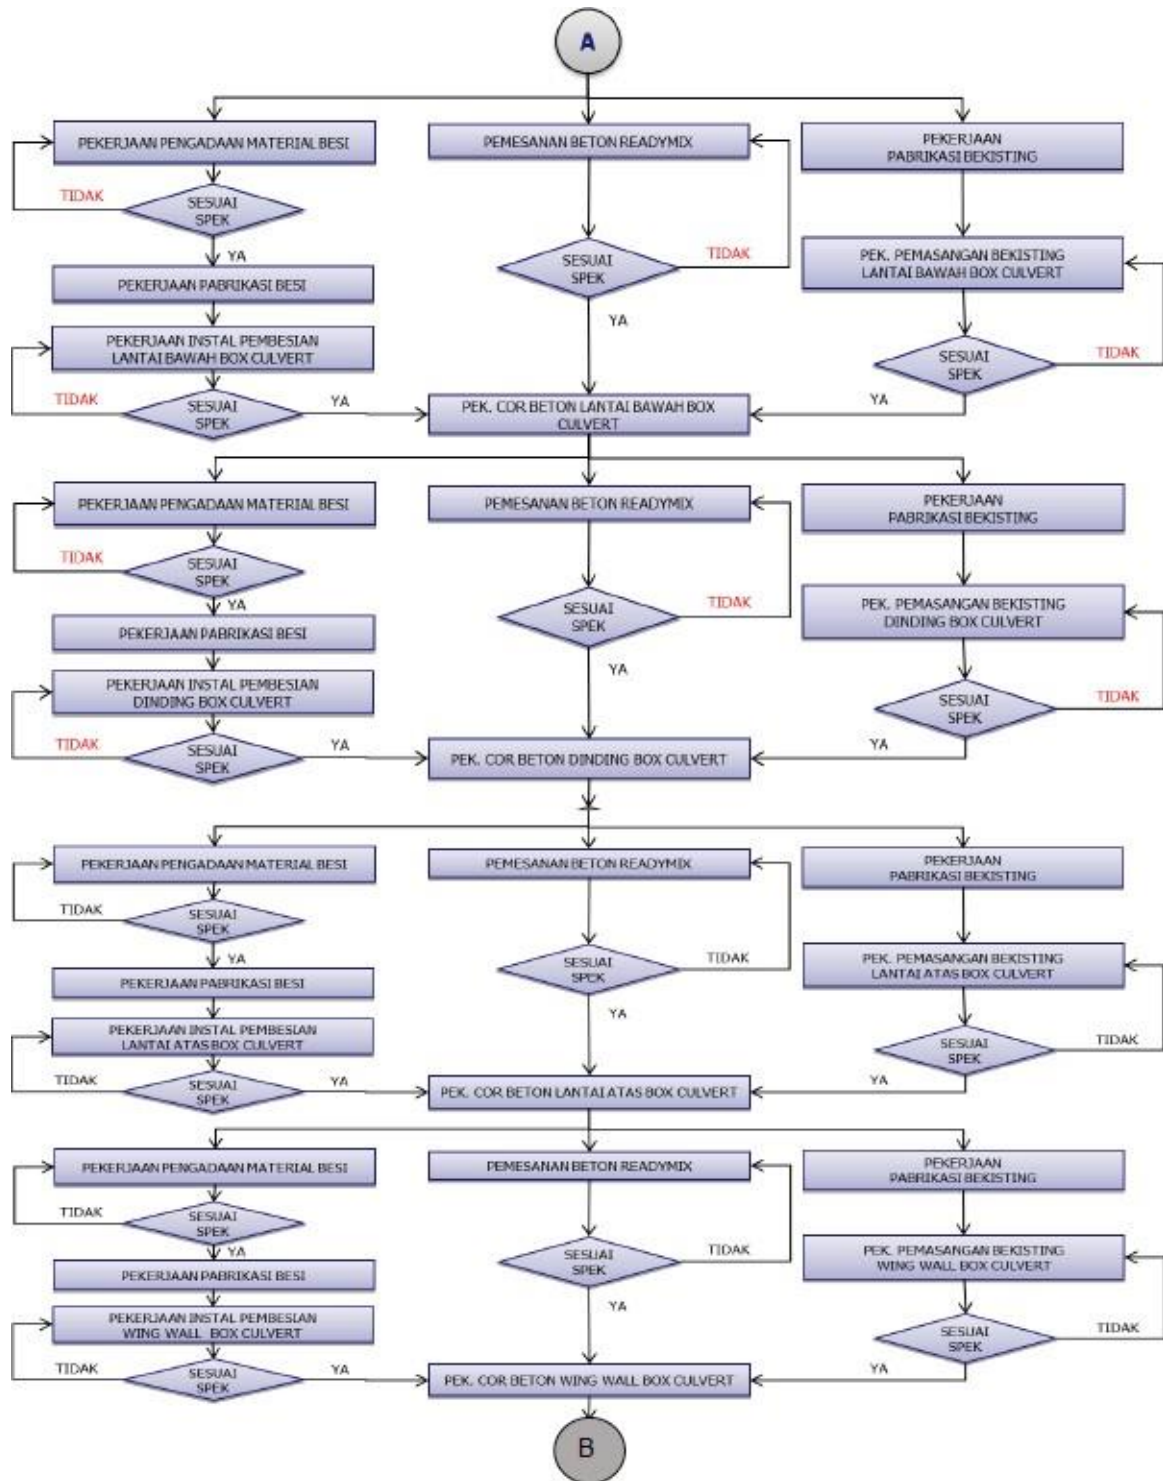 A
PEKERJAAN PENGADAAN MATERIAL BESI
PEMESANAN BETON READYMIX
PEKERJAAN
PABRIKASI BEKISTING
TIDAK
SESUAI
SPEK
YA
SESUAI
SPEK
TIDAK
YA
PEK. PEMASANGAN BEKISTING
LANTAI BAWAH BOX CULVERT
PEKERJAAN PABRIKASI BESI
PEKERJAAN INSTAL PEMBESIAN
LANTAI BAWAH BOX CULVERT
SESUAI
SPEK
TIDAK
YA
TIDAK
SESUAI
SPEK
YA
PEK. COR BETON LANTAI BAWAH BOX
CULVERT
PEKERJAAN PENGADAAN MATERIAL BESI
PEMESANAN BETON READYMIX
PEKERJAAN
PABRIKASI BEKISTING
TIDAK
SESUAI
SPEK
YA
SESUAI
SPEK
TIDAK
YA
PEK. PEMASANGAN BEKISTING
DINDING BOX CULVERT
PEKERJAAN PABRIKASI BESI
PEKERJAAN INSTAL PEMBESIAN
DINDING BOX CULVERT
SESUAI
SPEK
TIDAK
YA
TIDAK
SESUAI
SPEK
YA
PEK. COR BETON DINDING BOX CULVERT
PEKERJAAN PENGADAAN MATERIAL BESI
PEMESANAN BETON READYMIX
PEKERJAAN
PABRIKASI BEKISTING
TIDAK
SESUAI
SPEK
YA
SESUAI
SPEK
TIDAK
YA
PEK. PEMASANGAN BEKISTING
LANTAI ATAS BOX CULVERT
PEKERJAAN PABRIKASI BESI
PEKERJAAN INSTAL PEMBESIAN
LANTAI ATAS BOX CULVERT
SESUAI
SPEK
TIDAK
YA
TIDAK
SESUAI
SPEK
YA
PEK. COR BETON LANTAI ATAS BOX CULVERT
PEKERJAAN PENGADAAN MATERIAL BESI
PEMESANAN BETON READYMIX
PEKERJAAN
PABRIKASI BEKISTING
TIDAK
SESUAI
SPEK
YA
SESUAI
SPEK
TIDAK
YA
PEK. PEMASANGAN BEKISTING
WING WALL BOX CULVERT
PEKERJAAN PABRIKASI BESI
PEKERJAAN INSTAL PEMBESIAN
WING WALL BOX CULVERT
SESUAI
SPEK
TIDAK
YA
TIDAK
SESUAI
SPEK
YA
PEK. COR BETON WING WALL BOX CULVERT
B